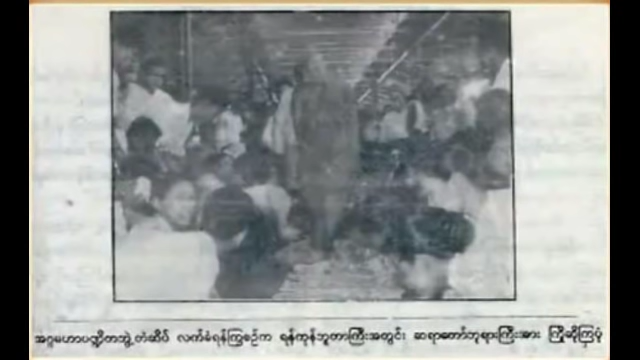 အဂ္ဂမဟာပဏ္ဍိတဘွဲ့တံဆိပ် လက်ခံရန်ကြွစဉ်က ရန်ကုန်ဘူတာကြီးအတွင်း ဆရာတော်ဘုရားကြီးအား ကြိုဆိုကြပုံ